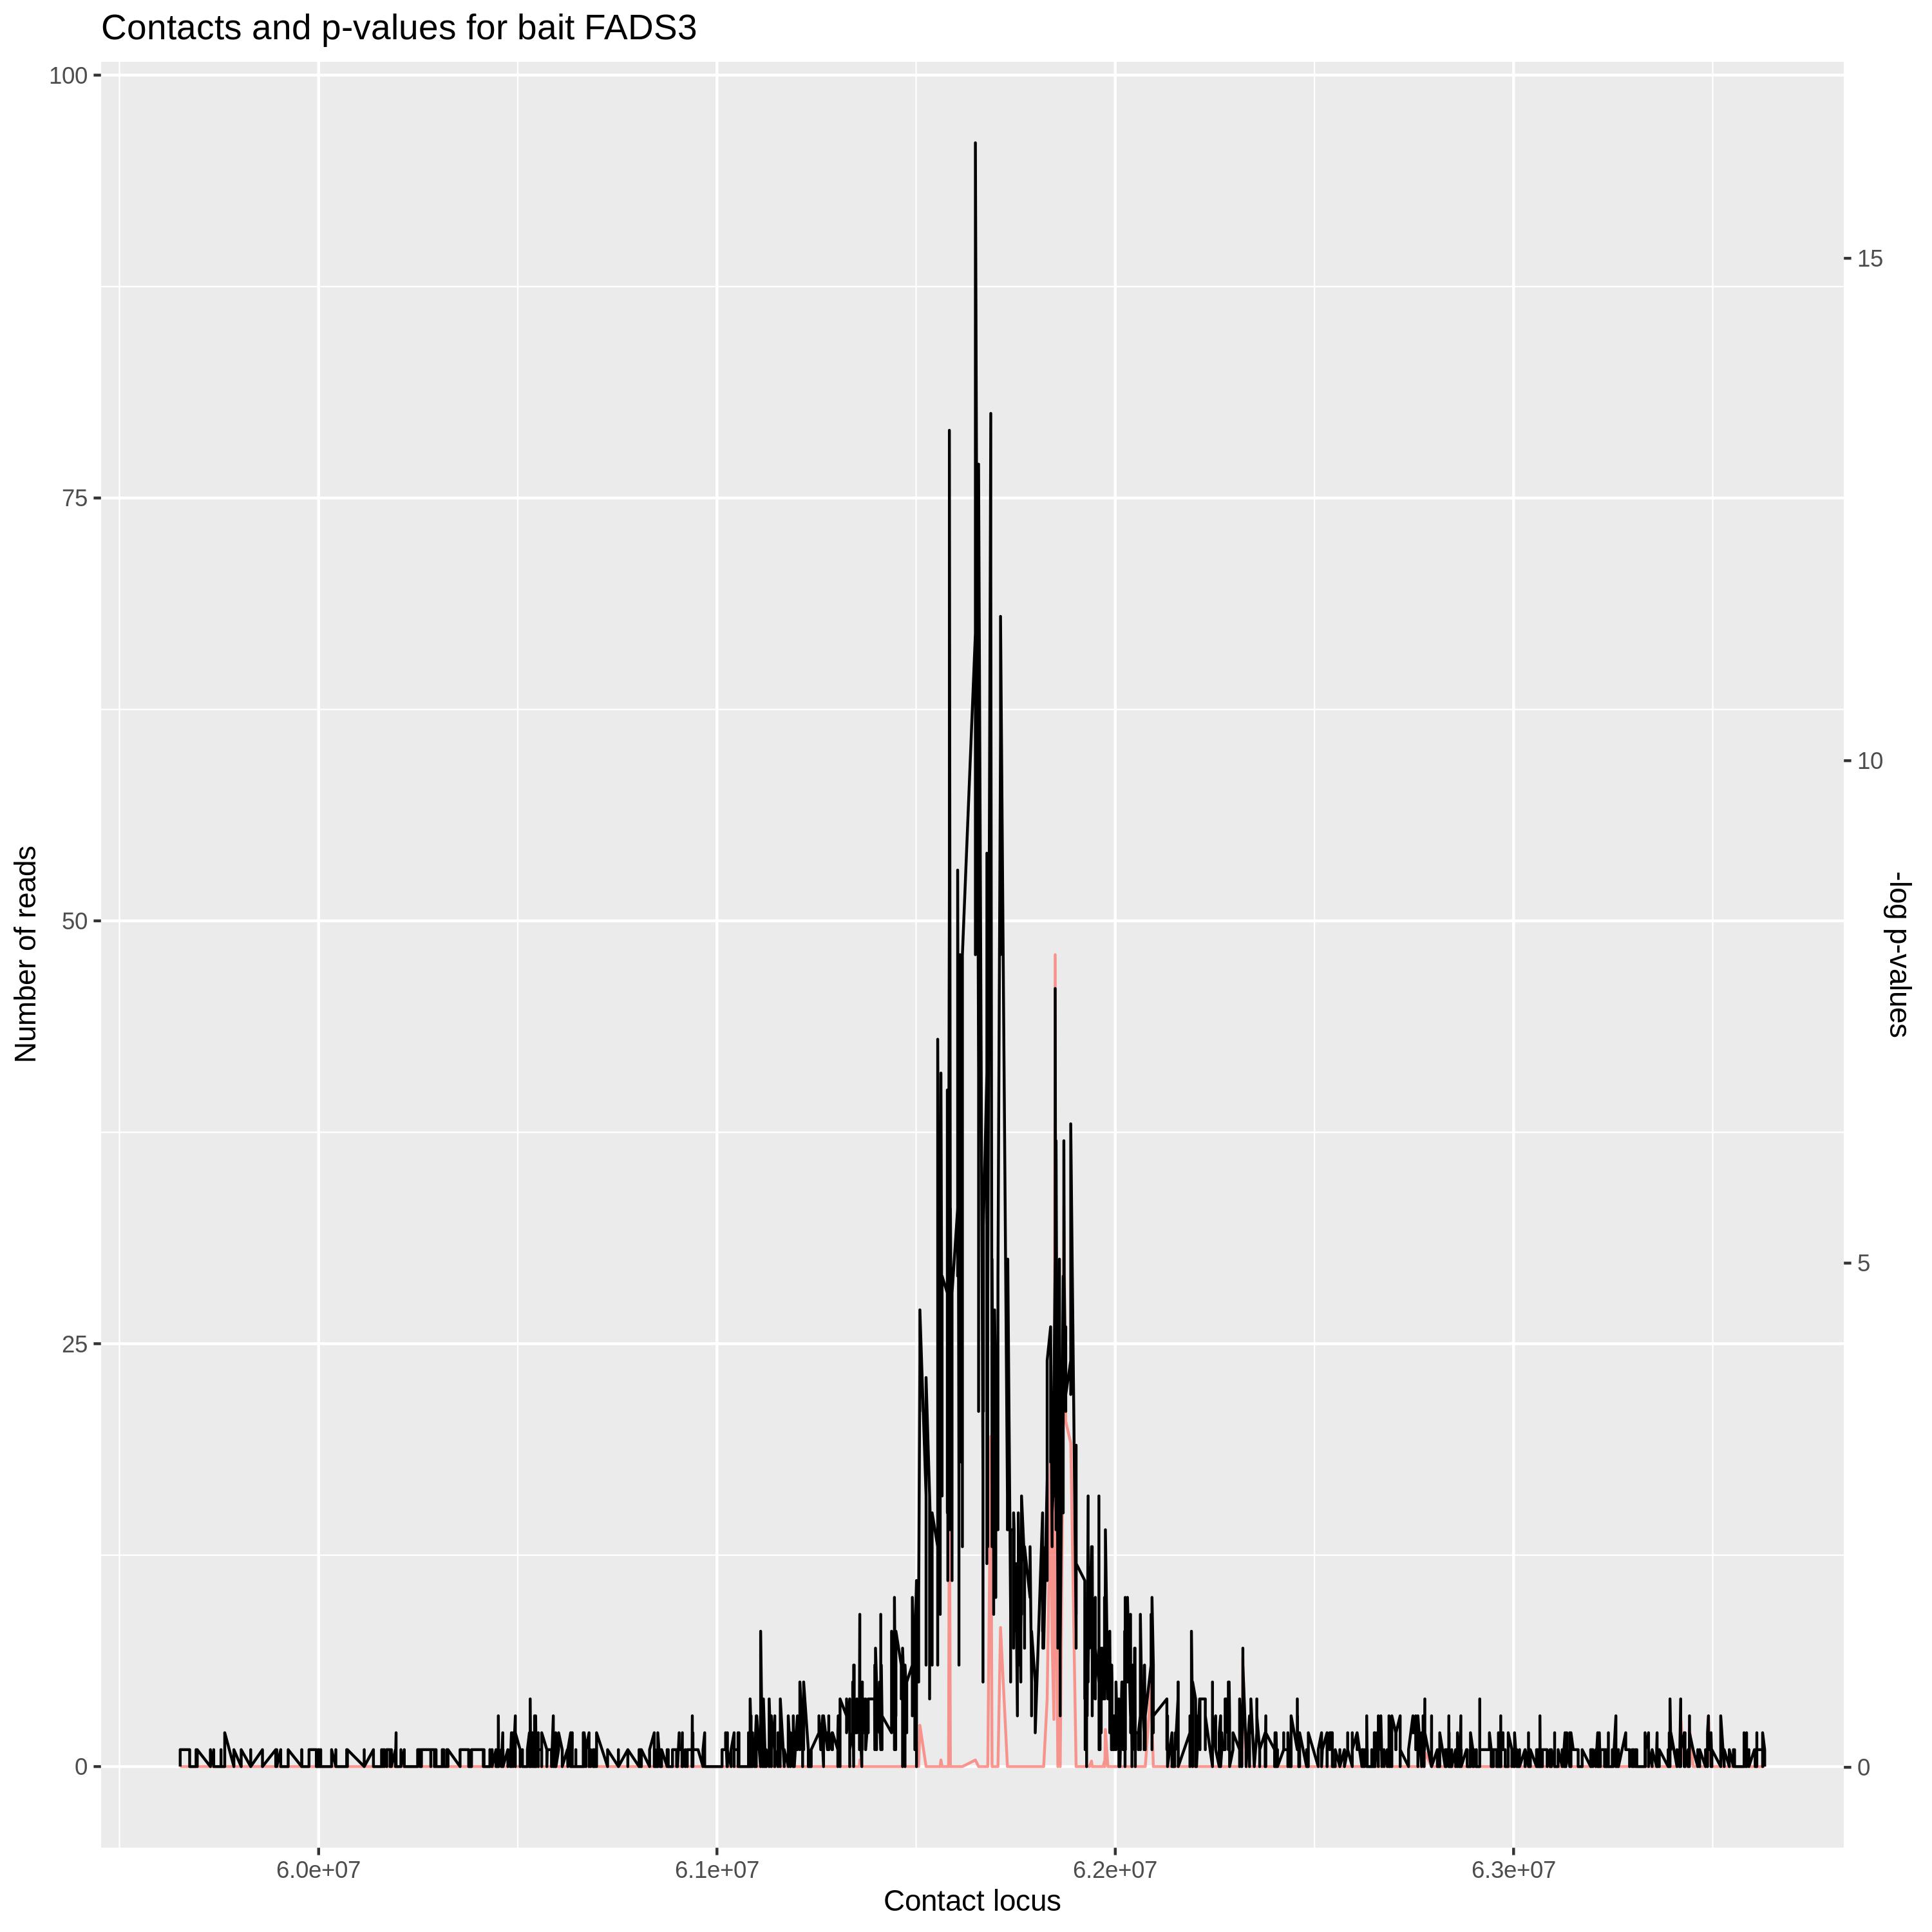 Contacts and p-values for bait FADS3
100
75
50
25
0
Number of reads
15
10
5
0
-log p-values
6.0e+07
6.1e+07
6.2e+07
6.3e+07
Contact locus